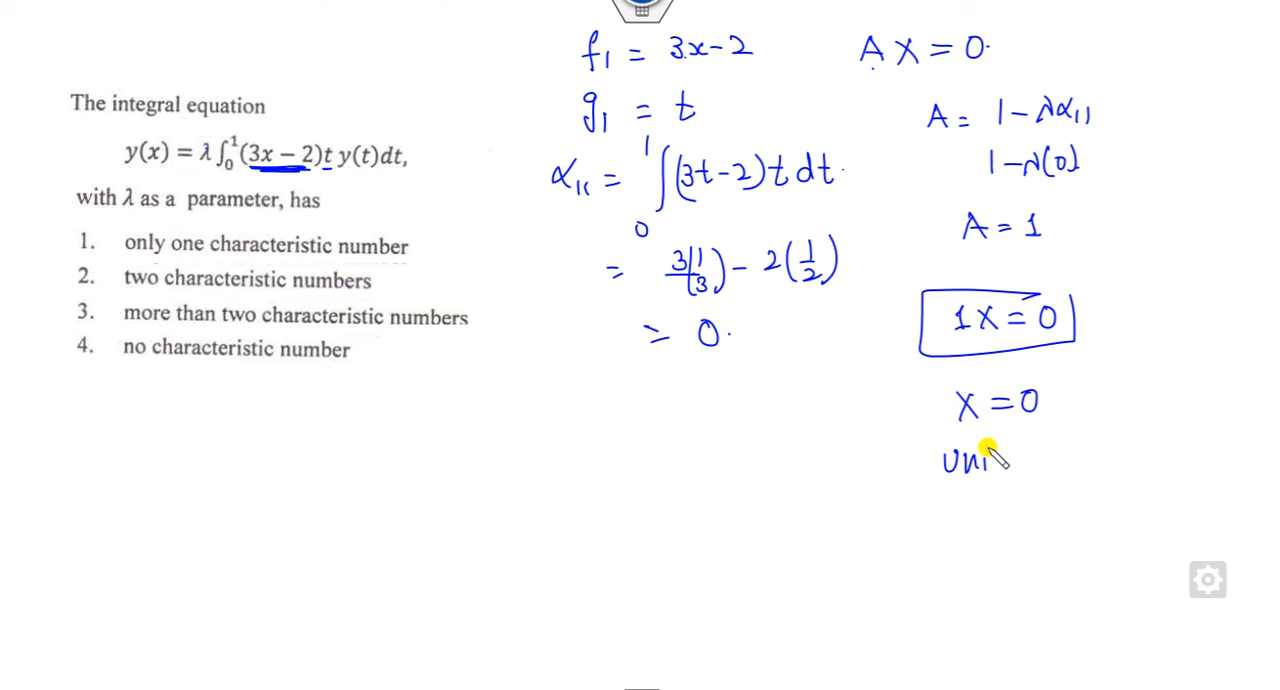 The integral equation
y(x) = λ ∫₀¹(3x − 2)t y(t)dt,
with λ as a parameter, has
1. only one characteristic number
2. two characteristic numbers
3. more than two characteristic numbers
4. no characteristic number
f₁ = 3x-2
g₁ = t
α₁₁ = ∫₀¹(3t-2)t dt.
= 3(1/3) - 2(1/2)
= 0.
A X = 0.
A = 1-λα₁₁
1-λ(0)
A = 1
1X = 0
X = 0
uni